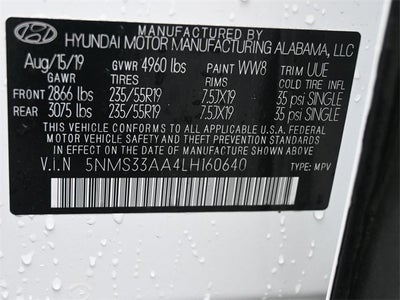 HYUNDAI MOTOR MANUFACTURING ALABAMA, LLC
Aug/15/19 GVWR 4960 lbs PAINT WW8 TRIM UUE
GAWR TIRES RIMS COLD TIRE INFL PSI
FRONT 2866 lbs 235/55R19 7.5JX19 35 psi SINGLE
REAR 3075 lbs 235/55R19 7.5JX19 35 psi SINGLE
THIS VEHICLE CONFORMS TO ALL APPLICABLE FEDERAL MOTOR VEHICLE
SAFETY BUMPER, AND THEFT PREVENTION STANDARDS IN
EFFECT ON THE DATE OF MANUFACTURE SHOWN ABOVE.
V.I.N 5NMS33AA4LH160640 TYPE: MPV